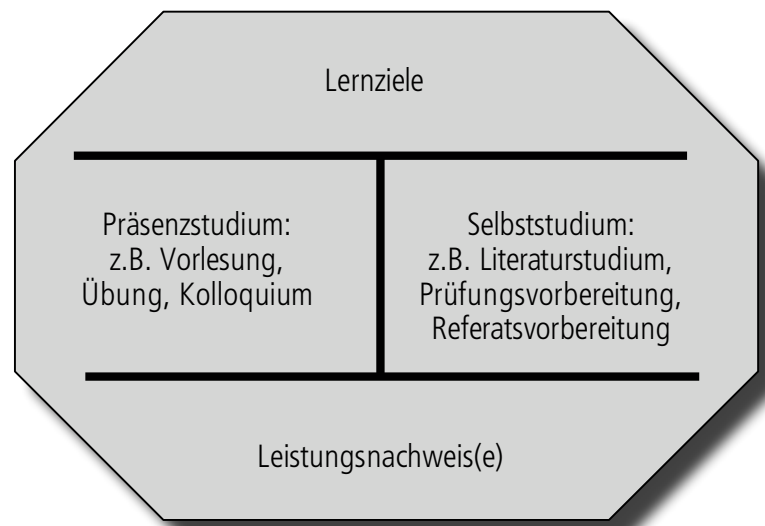 Lernziele
Präsenzstudium:
z.B. Vorlesung,
Übung, Kolloquium
Selbststudium:
z.B. Literaturstudium,
Prüfungsvorbereitung,
Referatsvorbereitung
Leistungsnachweis(e)